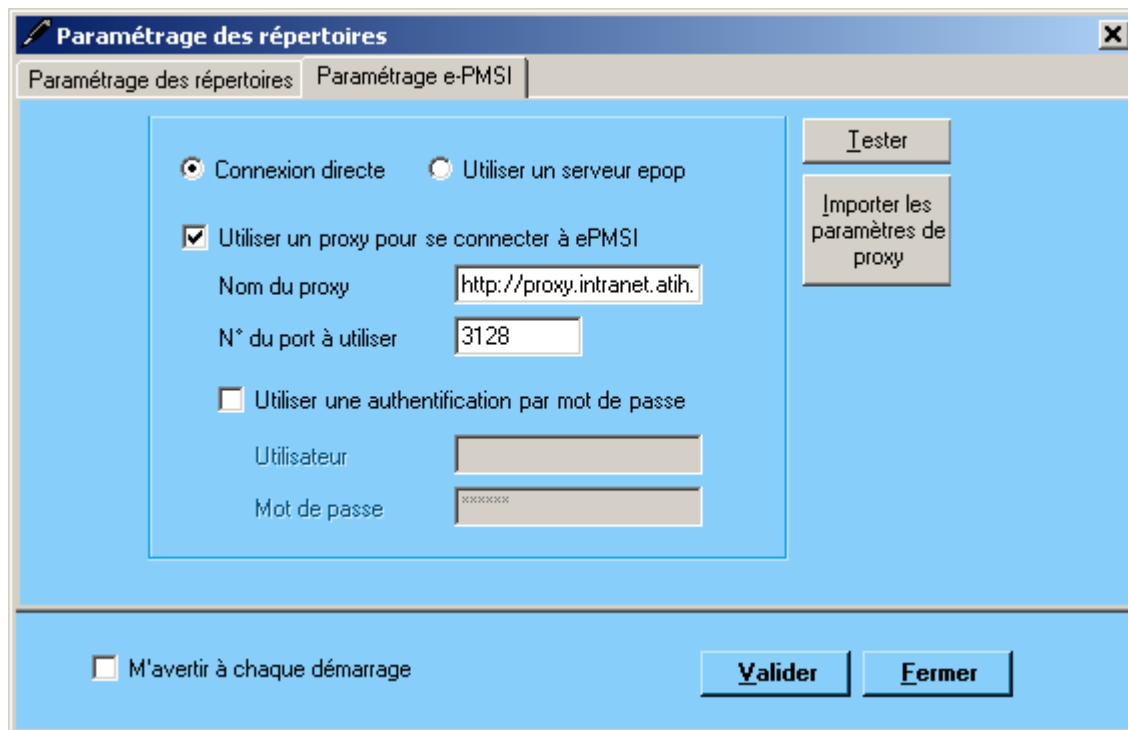 Paramétrage des répertoires
Paramétrage des répertoires Paramétrage e-PMSI
Connexion directe Utiliser un serveur epop
Tester
Utiliser un proxy pour se connecter à ePMSI
Importer les
paramètres de
proxy
Nom du proxy http://proxy.intranet.atih.
N° du port à utiliser 3128
Utiliser une authentification par mot de passe
Utilisateur
Mot de passe ******
M'avertir à chaque démarrage Valider Fermer